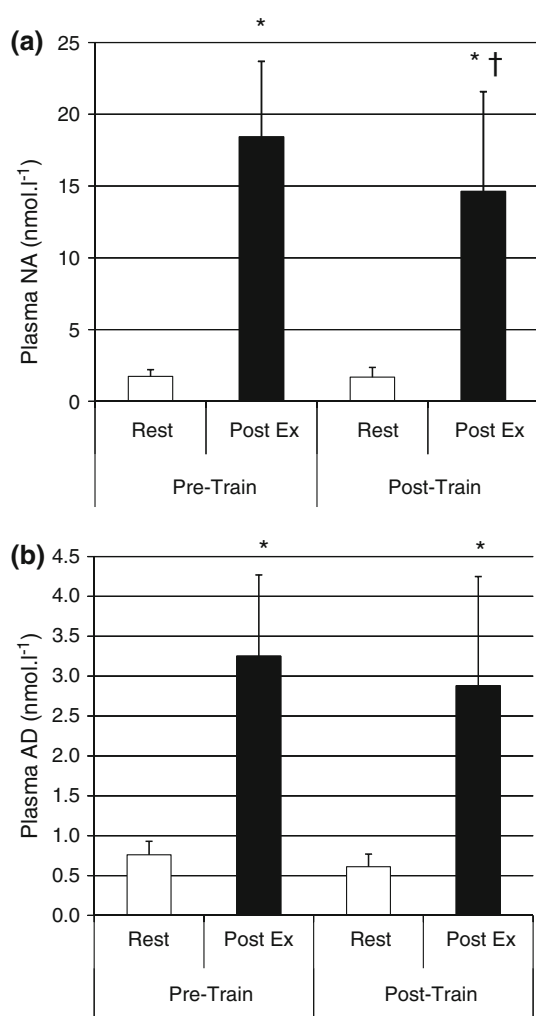 (a)
*
* †
Plasma NA (nmol.l⁻¹)
25
20
15
10
5
0
Rest Post Ex Rest Post Ex
Pre-Train Post-Train
(b)
*
*
Plasma AD (nmol.l⁻¹)
4.5
4.0
3.5
3.0
2.5
2.0
1.5
1.0
0.5
0.0
Rest Post Ex Rest Post Ex
Pre-Train Post-Train